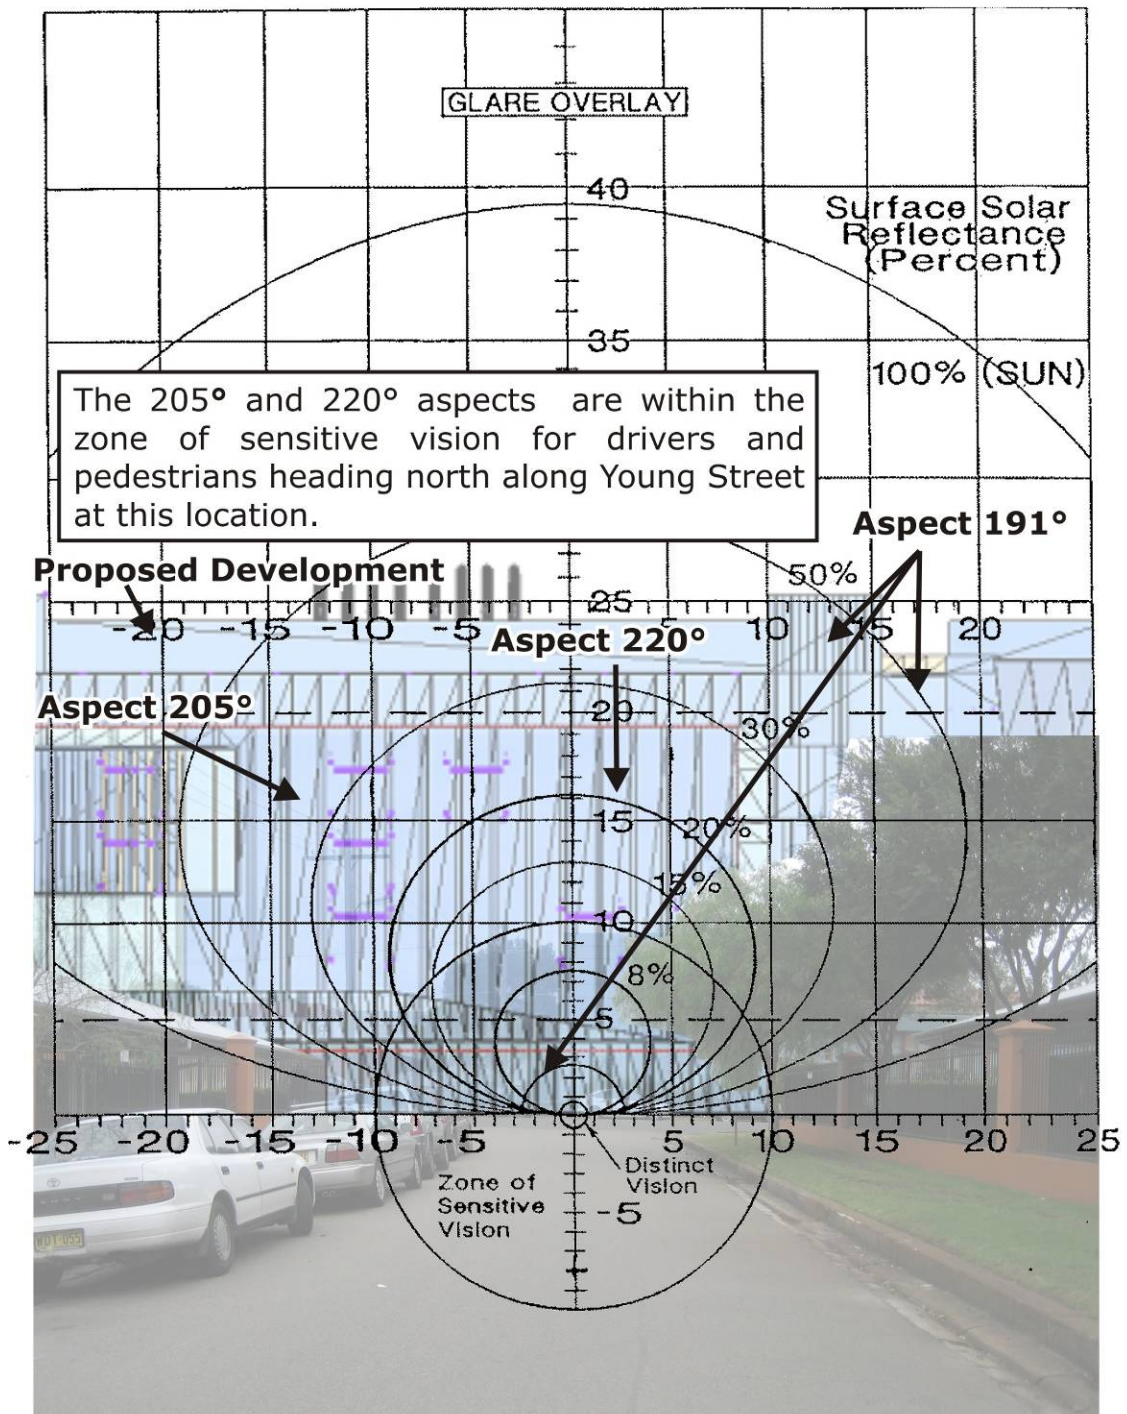 GLARE OVERLAY
40
Surface Solar
Reflectance
(Percent)
35
100% (SUN)
The 205° and 220° aspects are within the
zone of sensitive vision for drivers and
pedestrians heading north along Young Street
at this location.
Aspect 191°
Proposed Development
50%
25
-20 -15 -10 -5 10 15 20
Aspect 220°
Aspect 205°
20
30%
15
20%
15%
10
8%
5
-25 -20 -15 -10 -5 5 10 15 20 25
Distinct
Vision
Zone of
Sensitive
Vision
-5